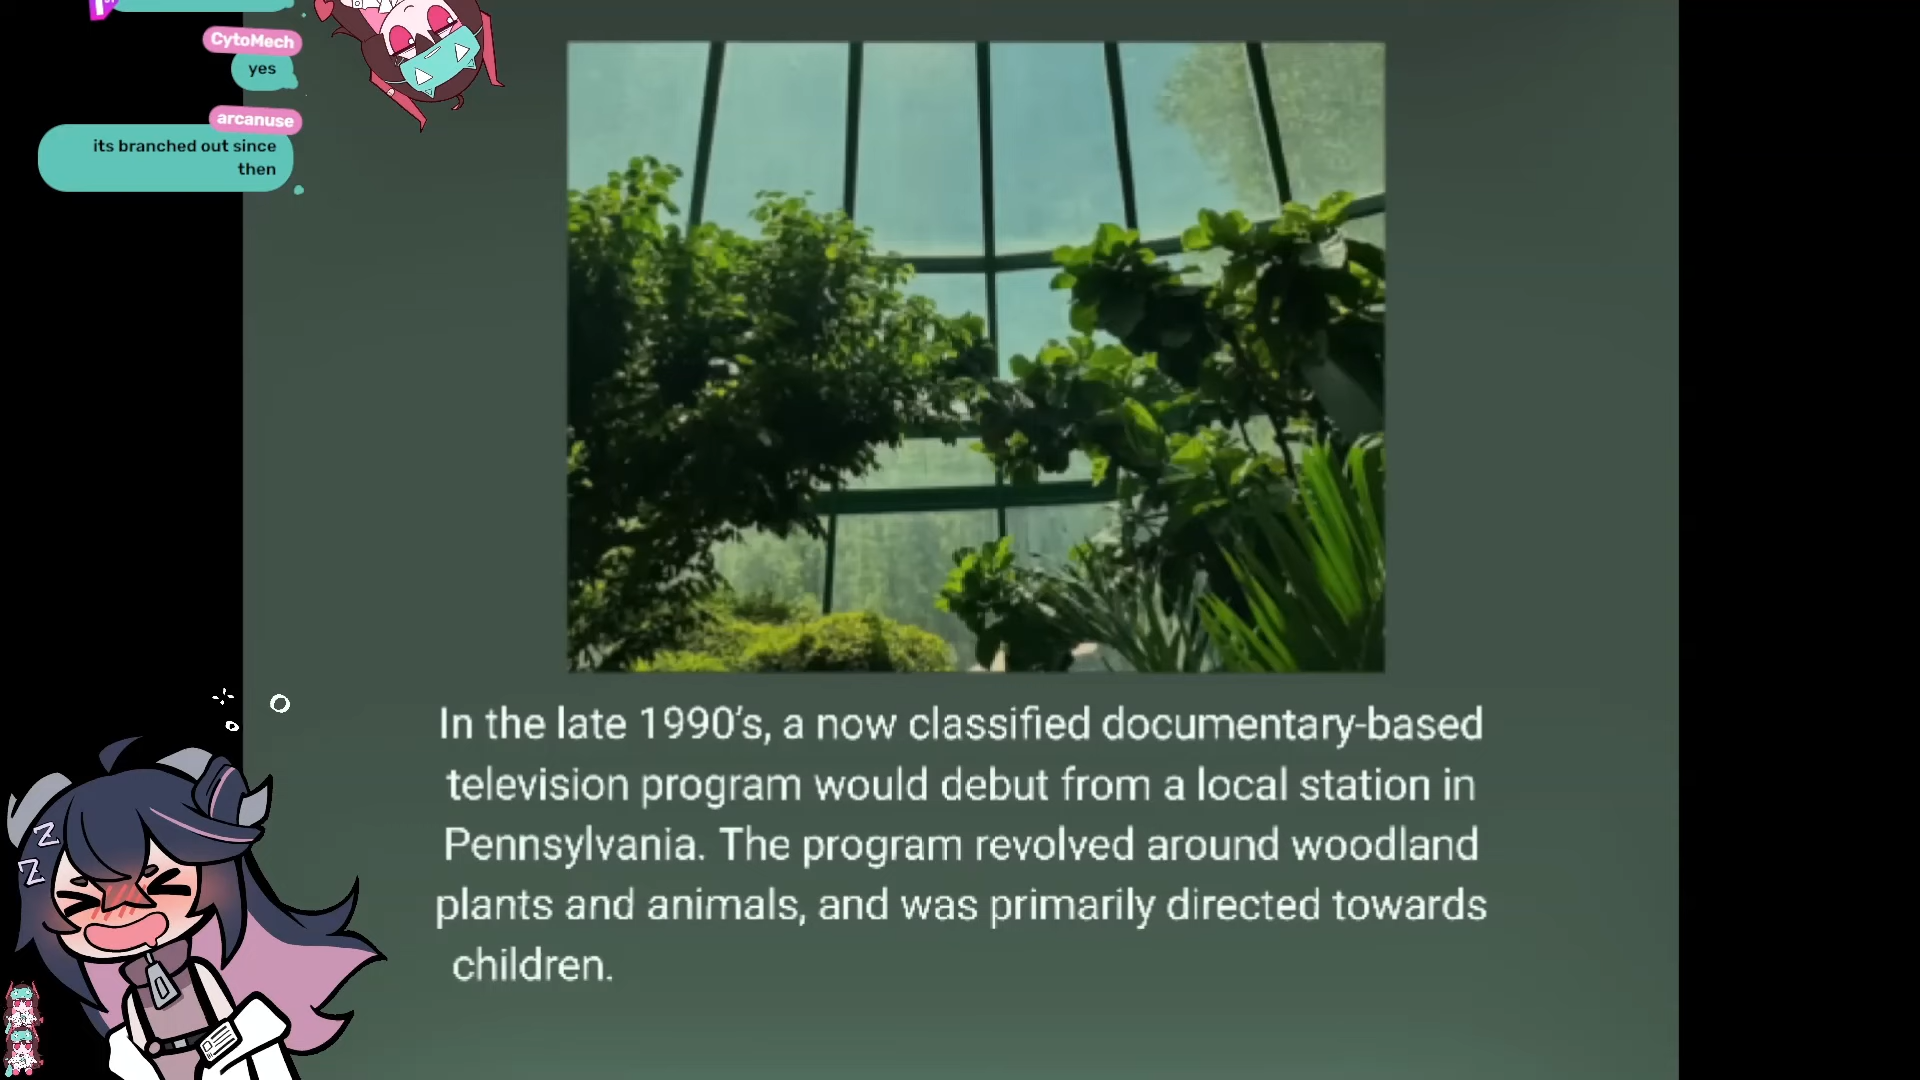 CytoMech
yes
arcanuse
its branched out since
then
In the late 1990's, a now classified documentary-based
television program would debut from a local station in
Pennsylvania. The program revolved around woodland
plants and animals, and was primarily directed towards
children.
Z
Z